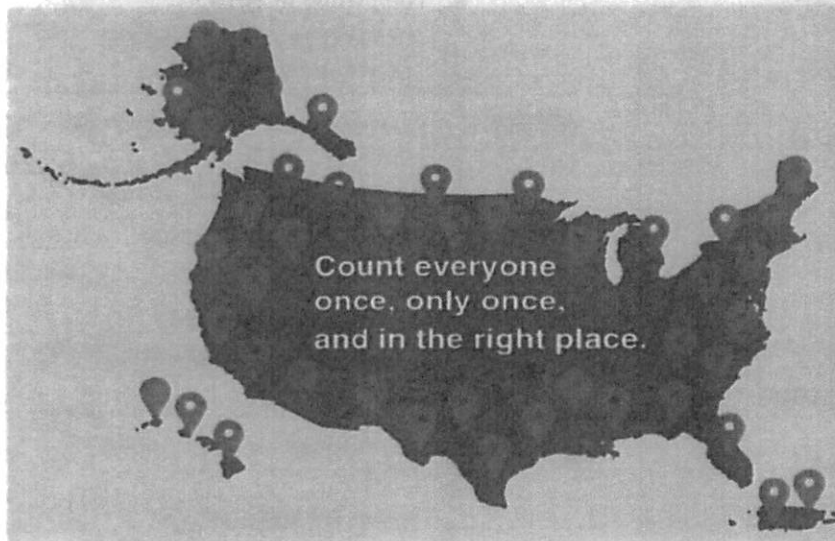 Count everyone
once, only once,
and in the right place.